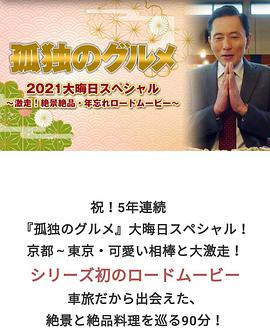 孤独のグルメ
2021大晦日スペシャル
～激走！絶景絶品・年忘れロードムービー～
祝！5年連続
『孤独のグルメ』大晦日スペシャル！
京都～東京・可愛い相棒と大激走！
シリーズ初のロードムービー
車旅だから出会えた、
絶景と絶品料理を巡る90分！